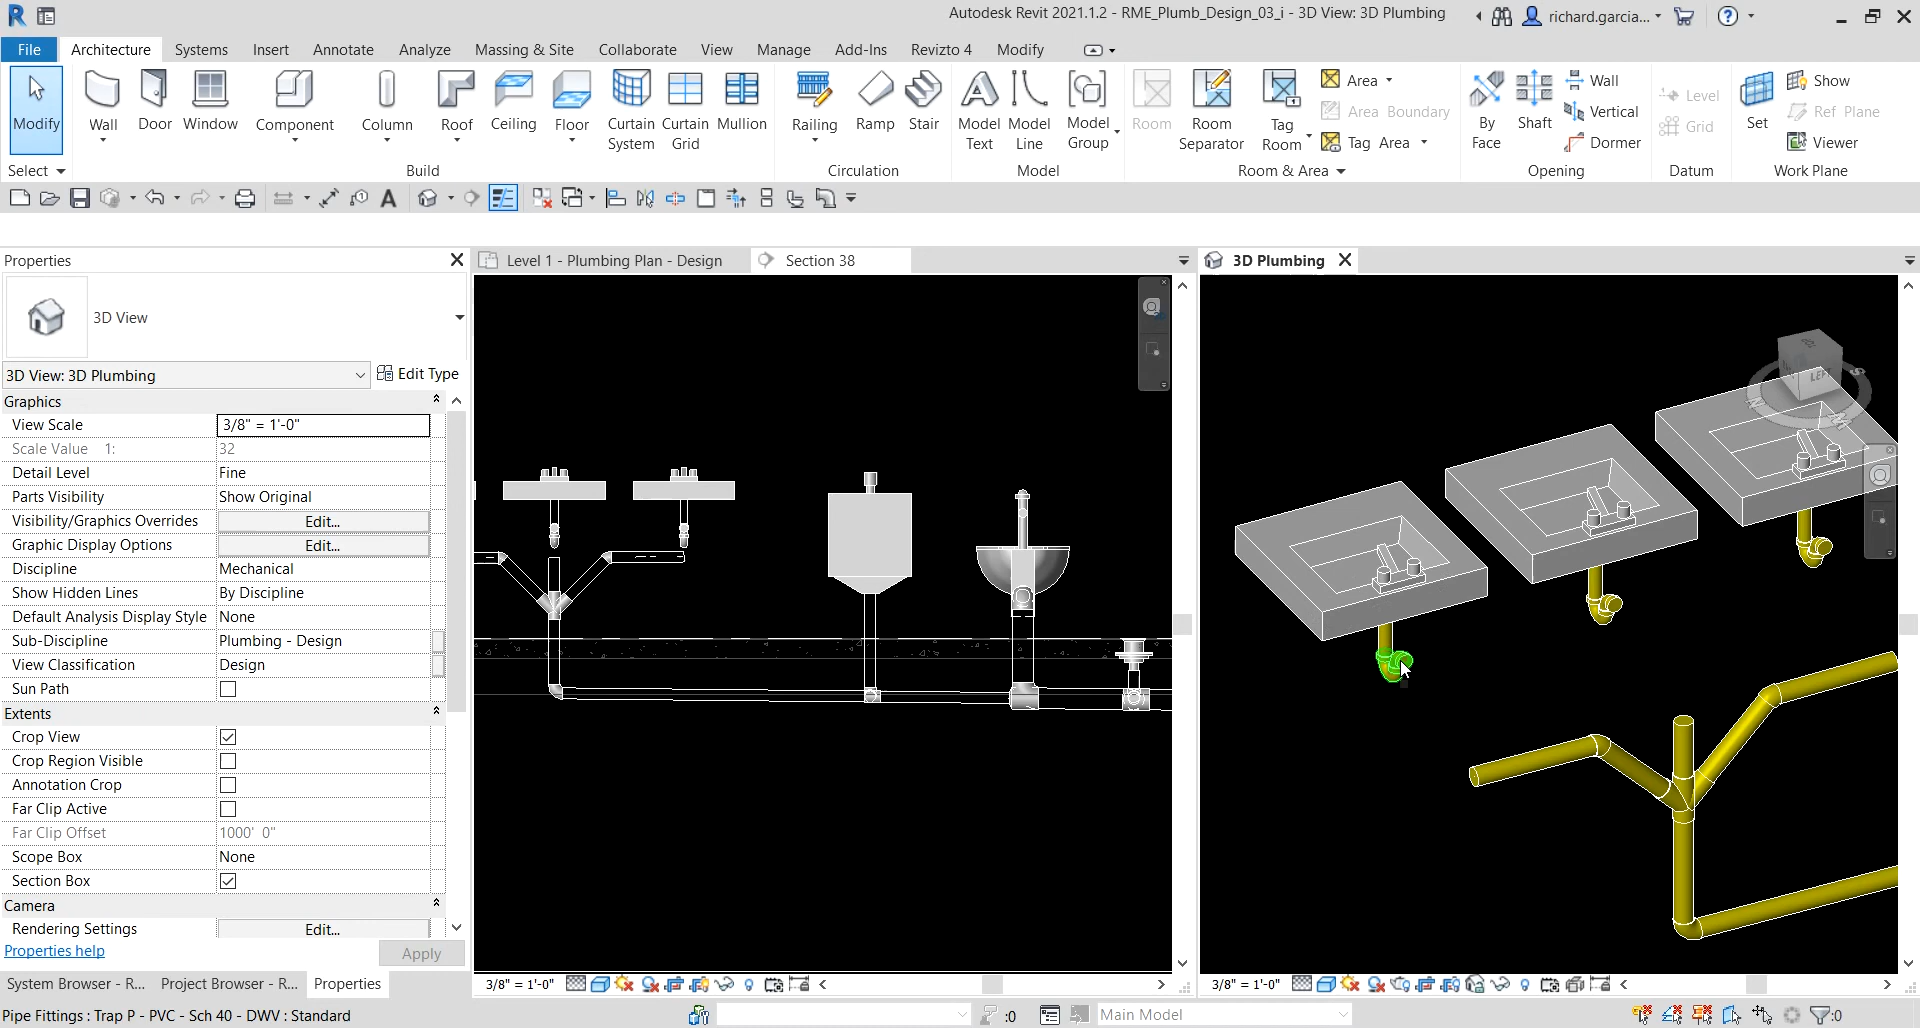 Autodesk Revit 2021.1.2 - RME_Plumb_Design_03_i - 3D View: 3D Plumbing
richard.garcia...
File Architecture Systems Insert Annotate Analyze Massing & Site Collaborate View Manage Add-Ins Revizto 4 Modify
Modify Wall Door Window Component Column Roof Ceiling Floor Curtain System Curtain Grid Mullion Railing Ramp Stair Model Text Model Line Model Group Room Room Separator Tag Room
Area
Area Boundary
Tag Area
By Face Shaft
Wall
Vertical
Dormer
Level
Grid
Set
Show
Ref Plane
Viewer
Select Build Circulation Model Room & Area Opening Datum Work Plane
Properties
3D View
3D View: 3D Plumbing Edit Type
Graphics
View Scale 3/8" = 1'-0"
Scale Value 1: 32
Detail Level Fine
Parts Visibility Show Original
Visibility/Graphics Overrides Edit...
Graphic Display Options Edit...
Discipline Mechanical
Show Hidden Lines By Discipline
Default Analysis Display Style None
Sub-Discipline Plumbing - Design
View Classification Design
Sun Path
Extents
Crop View
Crop Region Visible
Annotation Crop
Far Clip Active
Far Clip Offset 1000' 0"
Scope Box None
Section Box
Camera
Rendering Settings Edit...
Properties help Apply
System Browser - R... Project Browser - R... Properties
Level 1 - Plumbing Plan - Design Section 38
3D Plumbing
LEFT
S
N
3/8" = 1'-0"
3/8" = 1'-0"
Pipe Fittings : Trap P - PVC - Sch 40 - DWV : Standard
:0
Main Model
:0